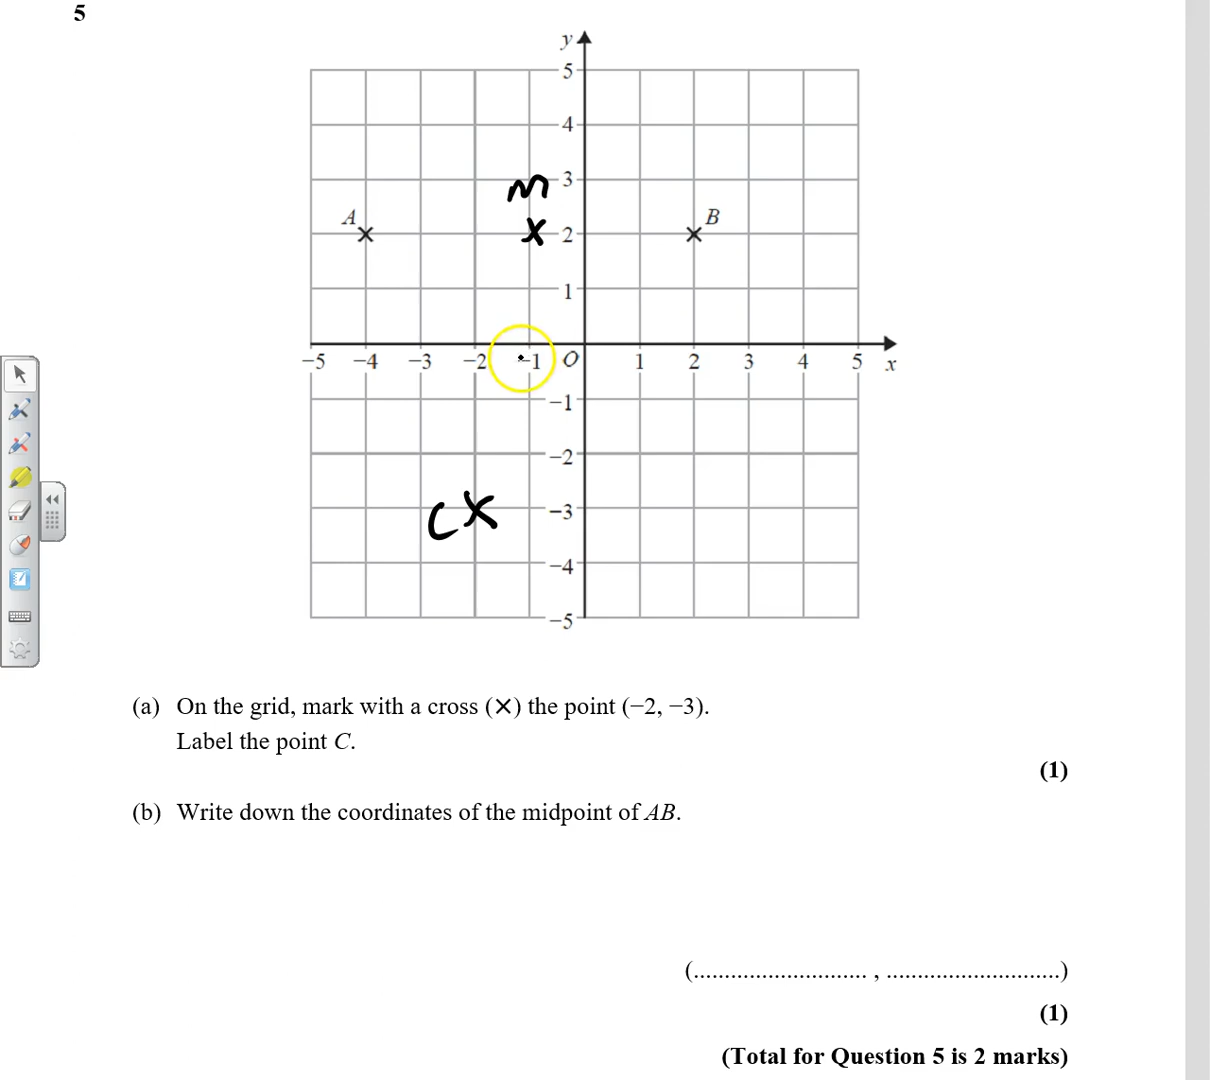 5
y
5
4
m 3
A X 2 B
1
−5 −4 −3 −2 −1 O 1 2 3 4 5 x
−1
−2
C X −3
−4
−5
(a) On the grid, mark with a cross (✕) the point (−2, −3).
Label the point C.
(1)
(b) Write down the coordinates of the midpoint of AB.
(............................ , ............................)
(1)
(Total for Question 5 is 2 marks)